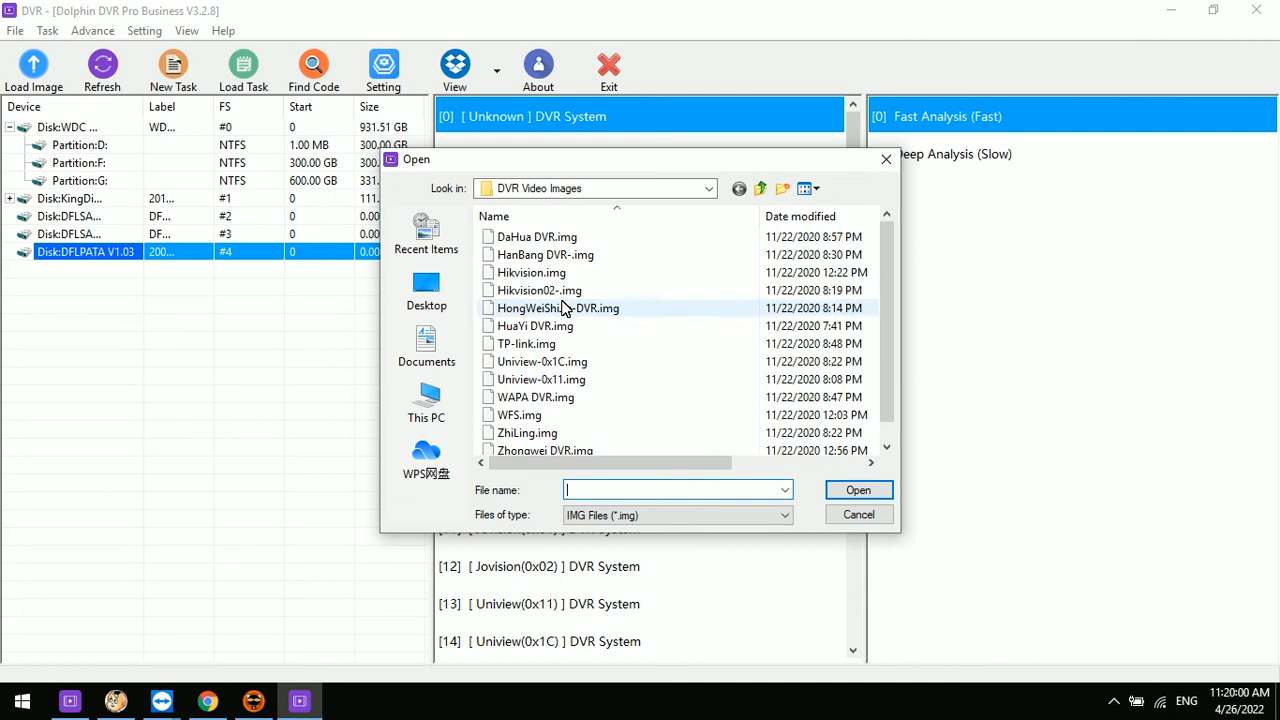 DVR - [Dolphin DVR Pro Business V3.2.8]
File Task Advance Setting View Help
Load Image Refresh New Task Load Task Find Code Setting View About Exit
Device Label FS Start Size
Disk:WDC ... WD... #0 0 931.51 GB
Partition:D: NTFS 1.00 MB 300.00 GB
Partition:F: NTFS 300.00 GB 300....
Partition:G: NTFS 600.00 GB 331....
Disk:KingDi... 201... #1 0 111....
Disk:DFLSA... DF... #2 0 0.00
Disk:DFLSA... DF... #3 0 0.00
Disk:DFLPATA V1.03 200... #4 0 0.00
[0] [ Unknown ] DVR System
[12] [ Jovision(0x02) ] DVR System
[13] [ Uniview(0x11) ] DVR System
[14] [ Uniview(0x1C) ] DVR System
[0] Fast Analysis (Fast)
Deep Analysis (Slow)
Open
Look in: DVR Video Images
Recent Items
Desktop
Documents
This PC
WPS网盘
Name Date modified
DaHua DVR.img 11/22/2020 8:57 PM
HanBang DVR-.img 11/22/2020 8:30 PM
Hikvision.img 11/22/2020 12:22 PM
Hikvision02-.img 11/22/2020 8:19 PM
DVR.img 11/22/2020 8:14 PM
HuaYi DVR.img 11/22/2020 7:41 PM
TP-link.img 11/22/2020 8:48 PM
Uniview-0x1C.img 11/22/2020 8:22 PM
Uniview-0x11.img 11/22/2020 8:08 PM
WAPA DVR.img 11/22/2020 8:47 PM
WFS.img 11/22/2020 12:03 PM
ZhiLing.img 11/22/2020 8:22 PM
Zhongwei DVR.img 11/22/2020 12:56 PM
File name: Open
Files of type: IMG Files (*.img) Cancel
ENG
11:20:00 AM
4/26/2022